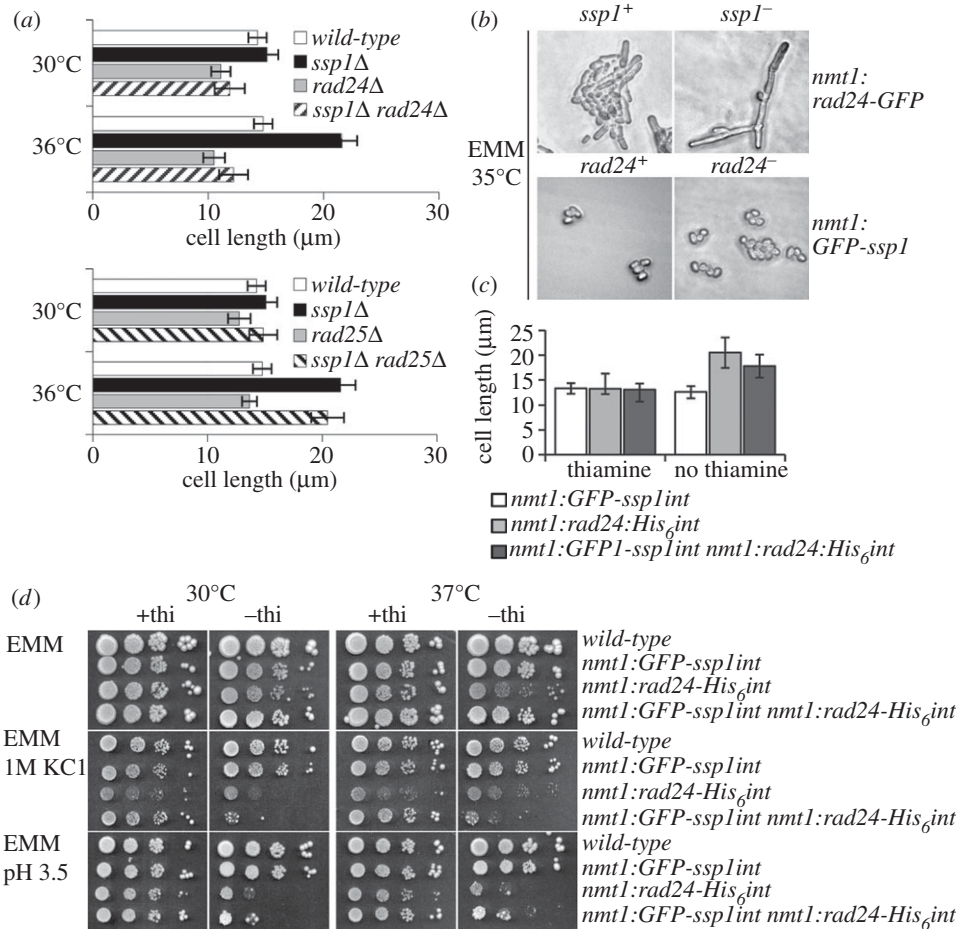 (a)
30°C
36°C
wild-type
ssp1Δ
rad24Δ
ssp1Δ rad24Δ
0 10 20 30
cell length (μm)
30°C
36°C
wild-type
ssp1Δ
rad25Δ
ssp1Δ rad25Δ
0 10 20 30
cell length (μm)
(b)
ssp1+ ssp1–
EMM
35°C
nmt1:
rad24-GFP
rad24+ rad24–
nmt1:
GFP-ssp1
(c)
cell length (μm)
25
20
15
10
5
0
thiamine no thiamine
nmt1:GFP-ssp1int
nmt1:rad24:His6int
nmt1:GFP1-ssp1int nmt1:rad24:His6int
(d)
30°C 37°C
+thi –thi +thi –thi
EMM
wild-type
nmt1:GFP-ssp1int
nmt1:rad24-His6int
nmt1:GFP-ssp1int nmt1:rad24-His6int
EMM
1M KC1
wild-type
nmt1:GFP-ssp1int
nmt1:rad24-His6int
nmt1:GFP-ssp1int nmt1:rad24-His6int
EMM
pH 3.5
wild-type
nmt1:GFP-ssp1int
nmt1:rad24-His6int
nmt1:GFP-ssp1int nmt1:rad24-His6int